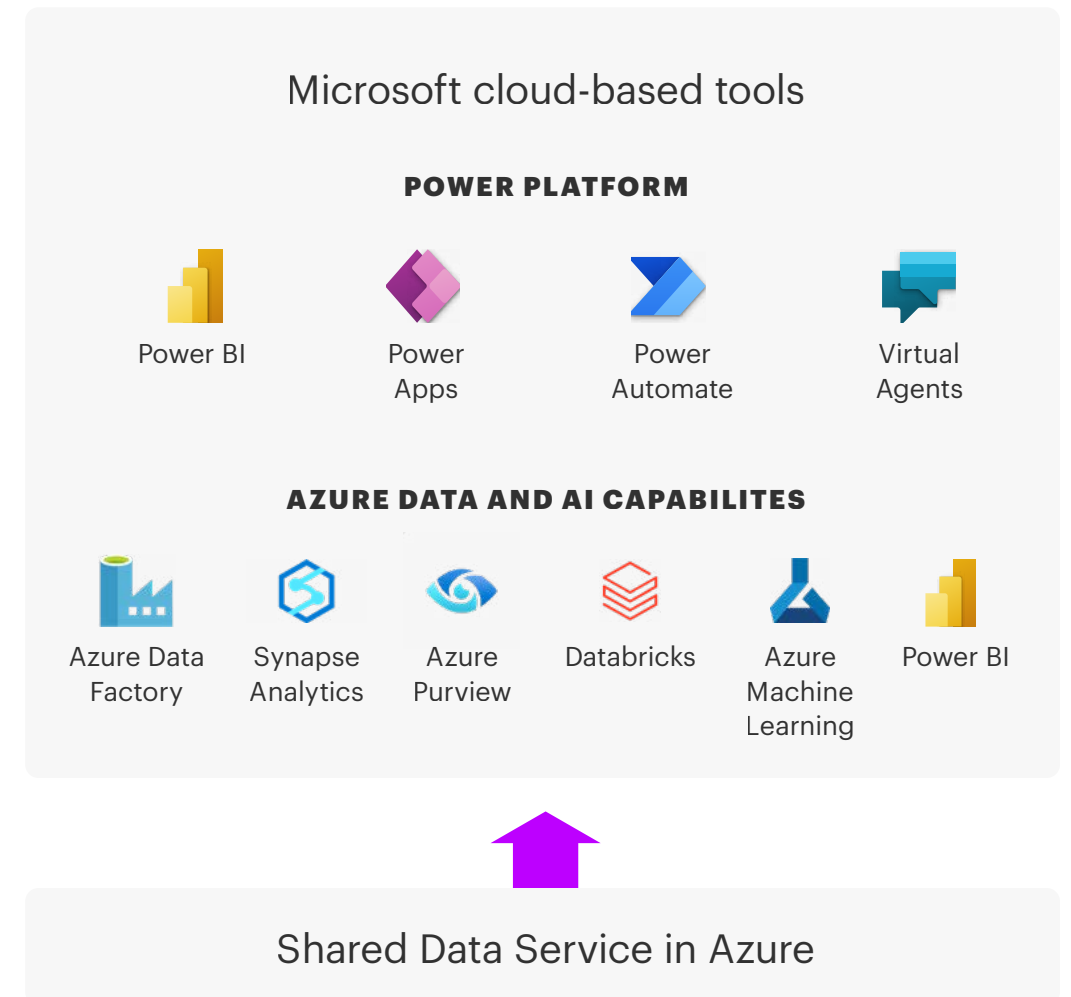 Microsoft cloud-based tools
POWER PLATFORM
Power BI
Power
Apps
Power
Automate
Virtual
Agents
AZURE DATA AND AI CAPABILITES
Azure Data
Factory
Synapse
Analytics
Azure
Purview
Databricks
Azure
Machine
Learning
Power BI
Shared Data Service in Azure